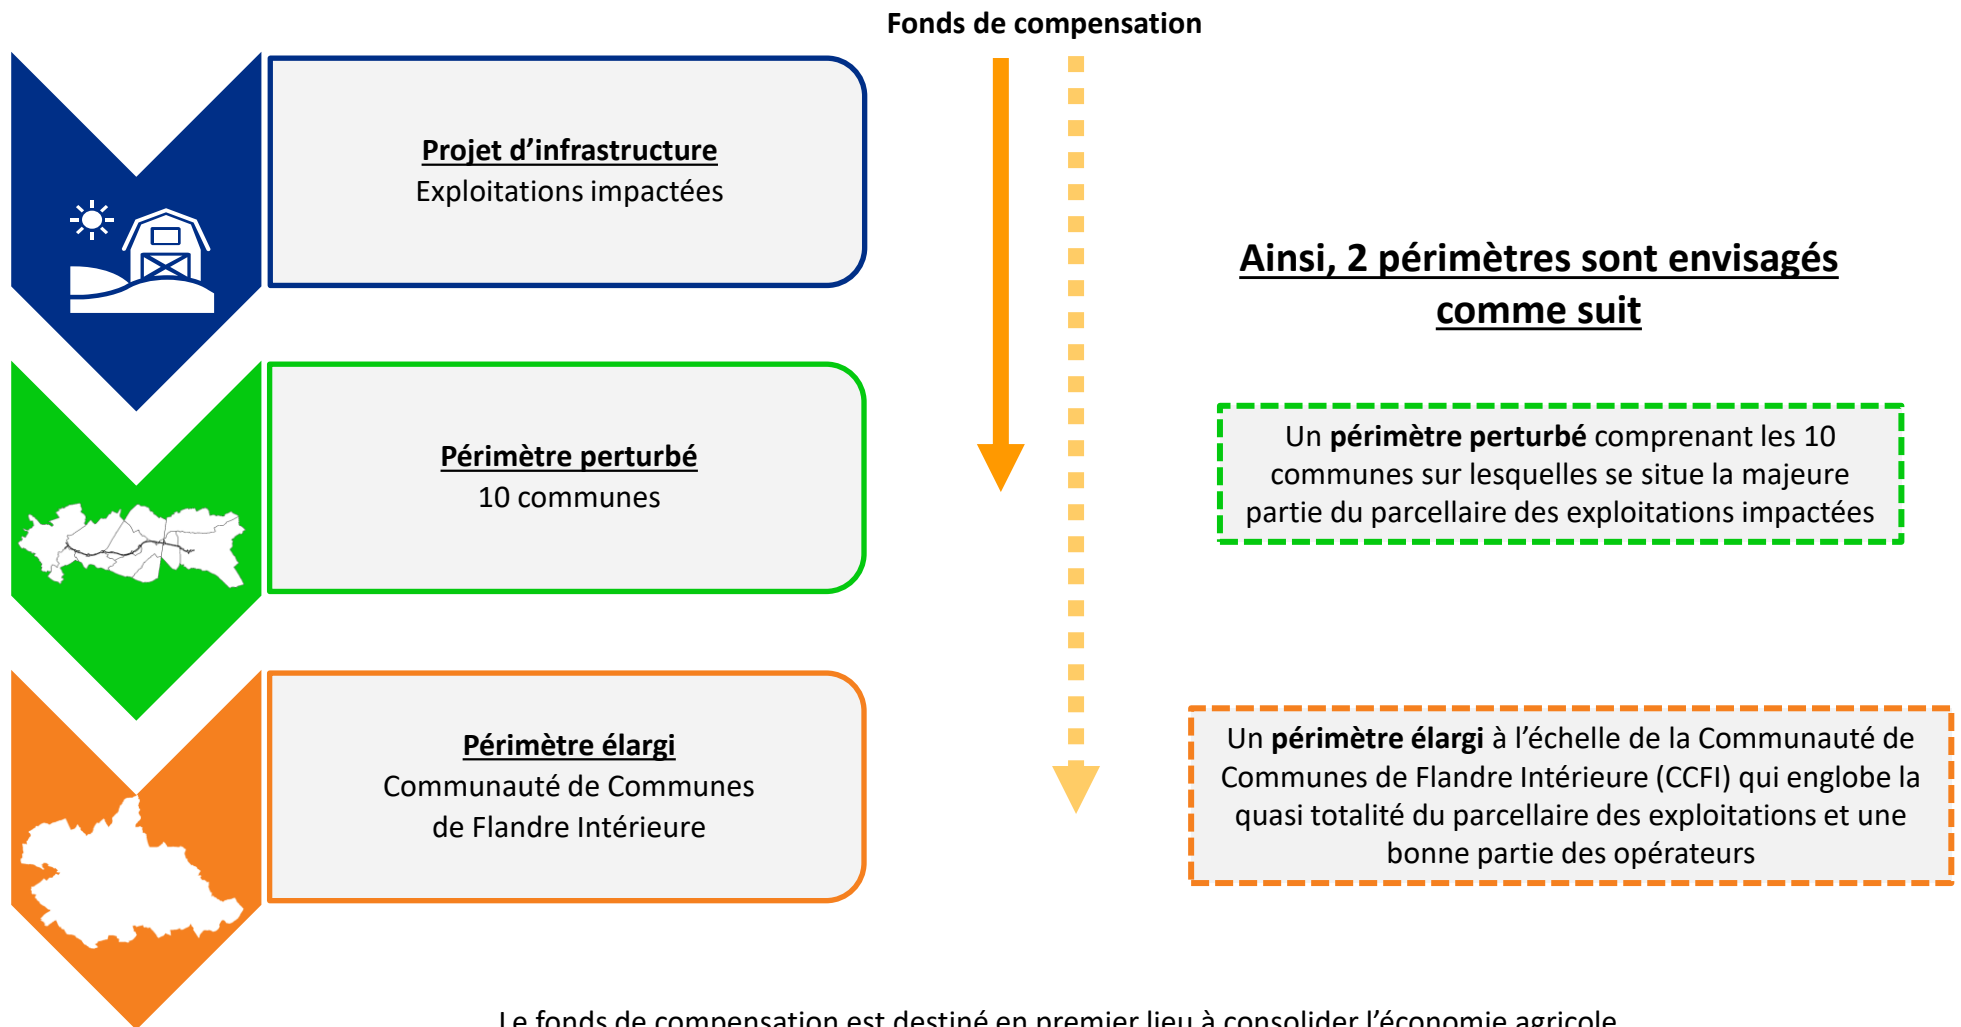 Fonds de compensation
Projet d’infrastructure
Exploitations impactées
Périmètre perturbé
10 communes
Périmètre élargi
Communauté de Communes
de Flandre Intérieure
Ainsi, 2 périmètres sont envisagés
comme suit
Un périmètre perturbé comprenant les 10
communes sur lesquelles se situe la majeure
partie du parcellaire des exploitations impactées
Un périmètre élargi à l’échelle de la Communauté de
Communes de Flandre Intérieure (CCFI) qui englobe la
quasi totalité du parcellaire des exploitations et une
bonne partie des opérateurs
Le fonds de compensation est destiné en premier lieu à consolider l’économie agricole